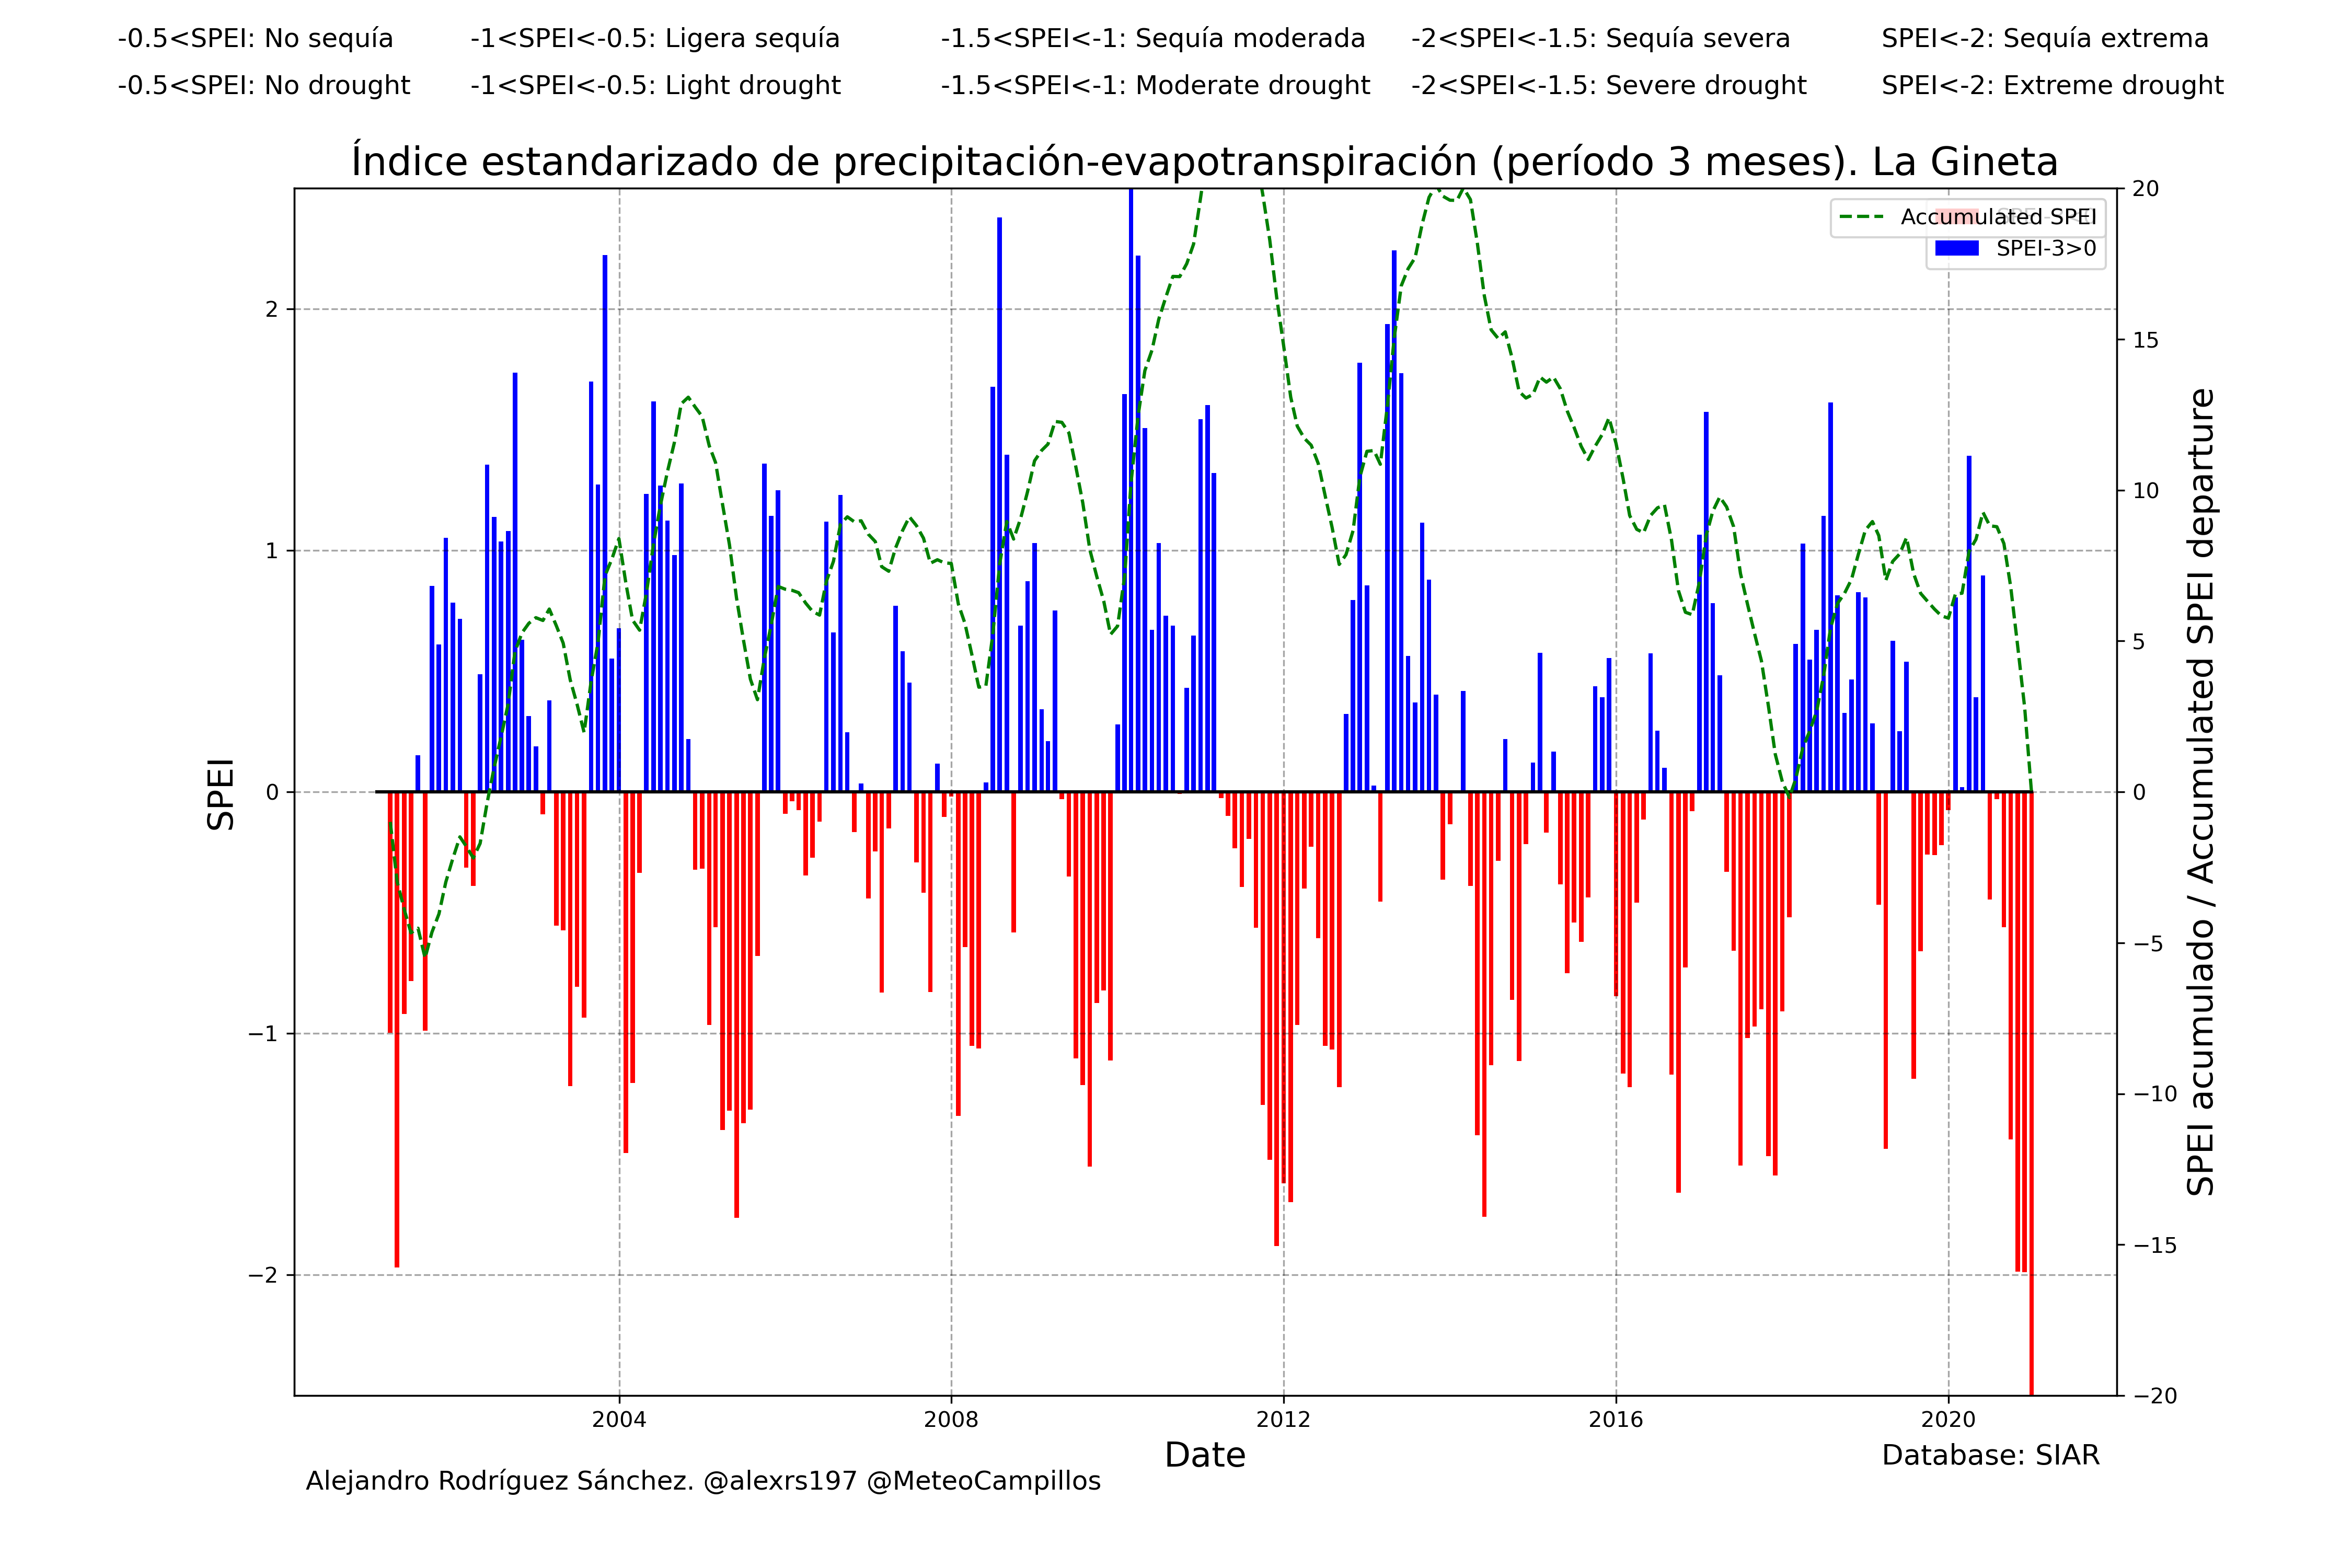 -0.5<SPEI: No sequía -1<SPEI<-0.5: Ligera sequía -1.5<SPEI<-1: Sequía moderada -2<SPEI<-1.5: Sequía severa SPEI<-2: Sequía extrema
-0.5<SPEI: No drought -1<SPEI<-0.5: Light drought -1.5<SPEI<-1: Moderate drought -2<SPEI<-1.5: Severe drought SPEI<-2: Extreme drought
Índice estandarizado de precipitación-evapotranspiración (período 3 meses). La Gineta
Accumulated SPEI
SPEI-3>0
SPEI
2
1
0
−1
−2
20
15
10
5
0
−5
−10
−15
−20
SPEI acumulado / Accumulated SPEI departure
2004 2008 2012 2016 2020
Date
Database: SIAR
Alejandro Rodríguez Sánchez. @alexrs197 @MeteoCampillos